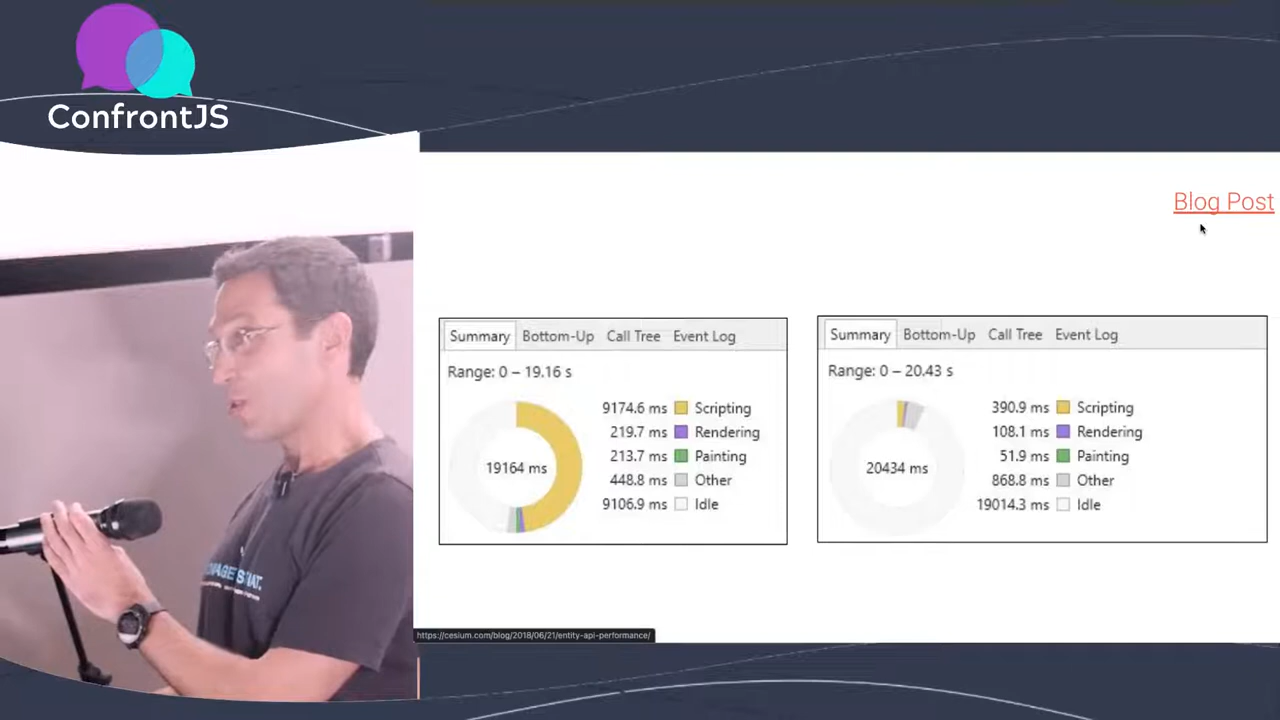 ConfrontJS
Blog Post
Summary Bottom-Up Call Tree Event Log
Range: 0 – 19.16 s
19164 ms
9174.6 ms Scripting
219.7 ms Rendering
213.7 ms Painting
448.8 ms Other
9106.9 ms Idle
Summary Bottom-Up Call Tree Event Log
Range: 0 – 20.43 s
20434 ms
390.9 ms Scripting
108.1 ms Rendering
51.9 ms Painting
868.8 ms Other
19014.3 ms Idle
https://cesium.com/blog/2018/06/21/entity-api-performance/